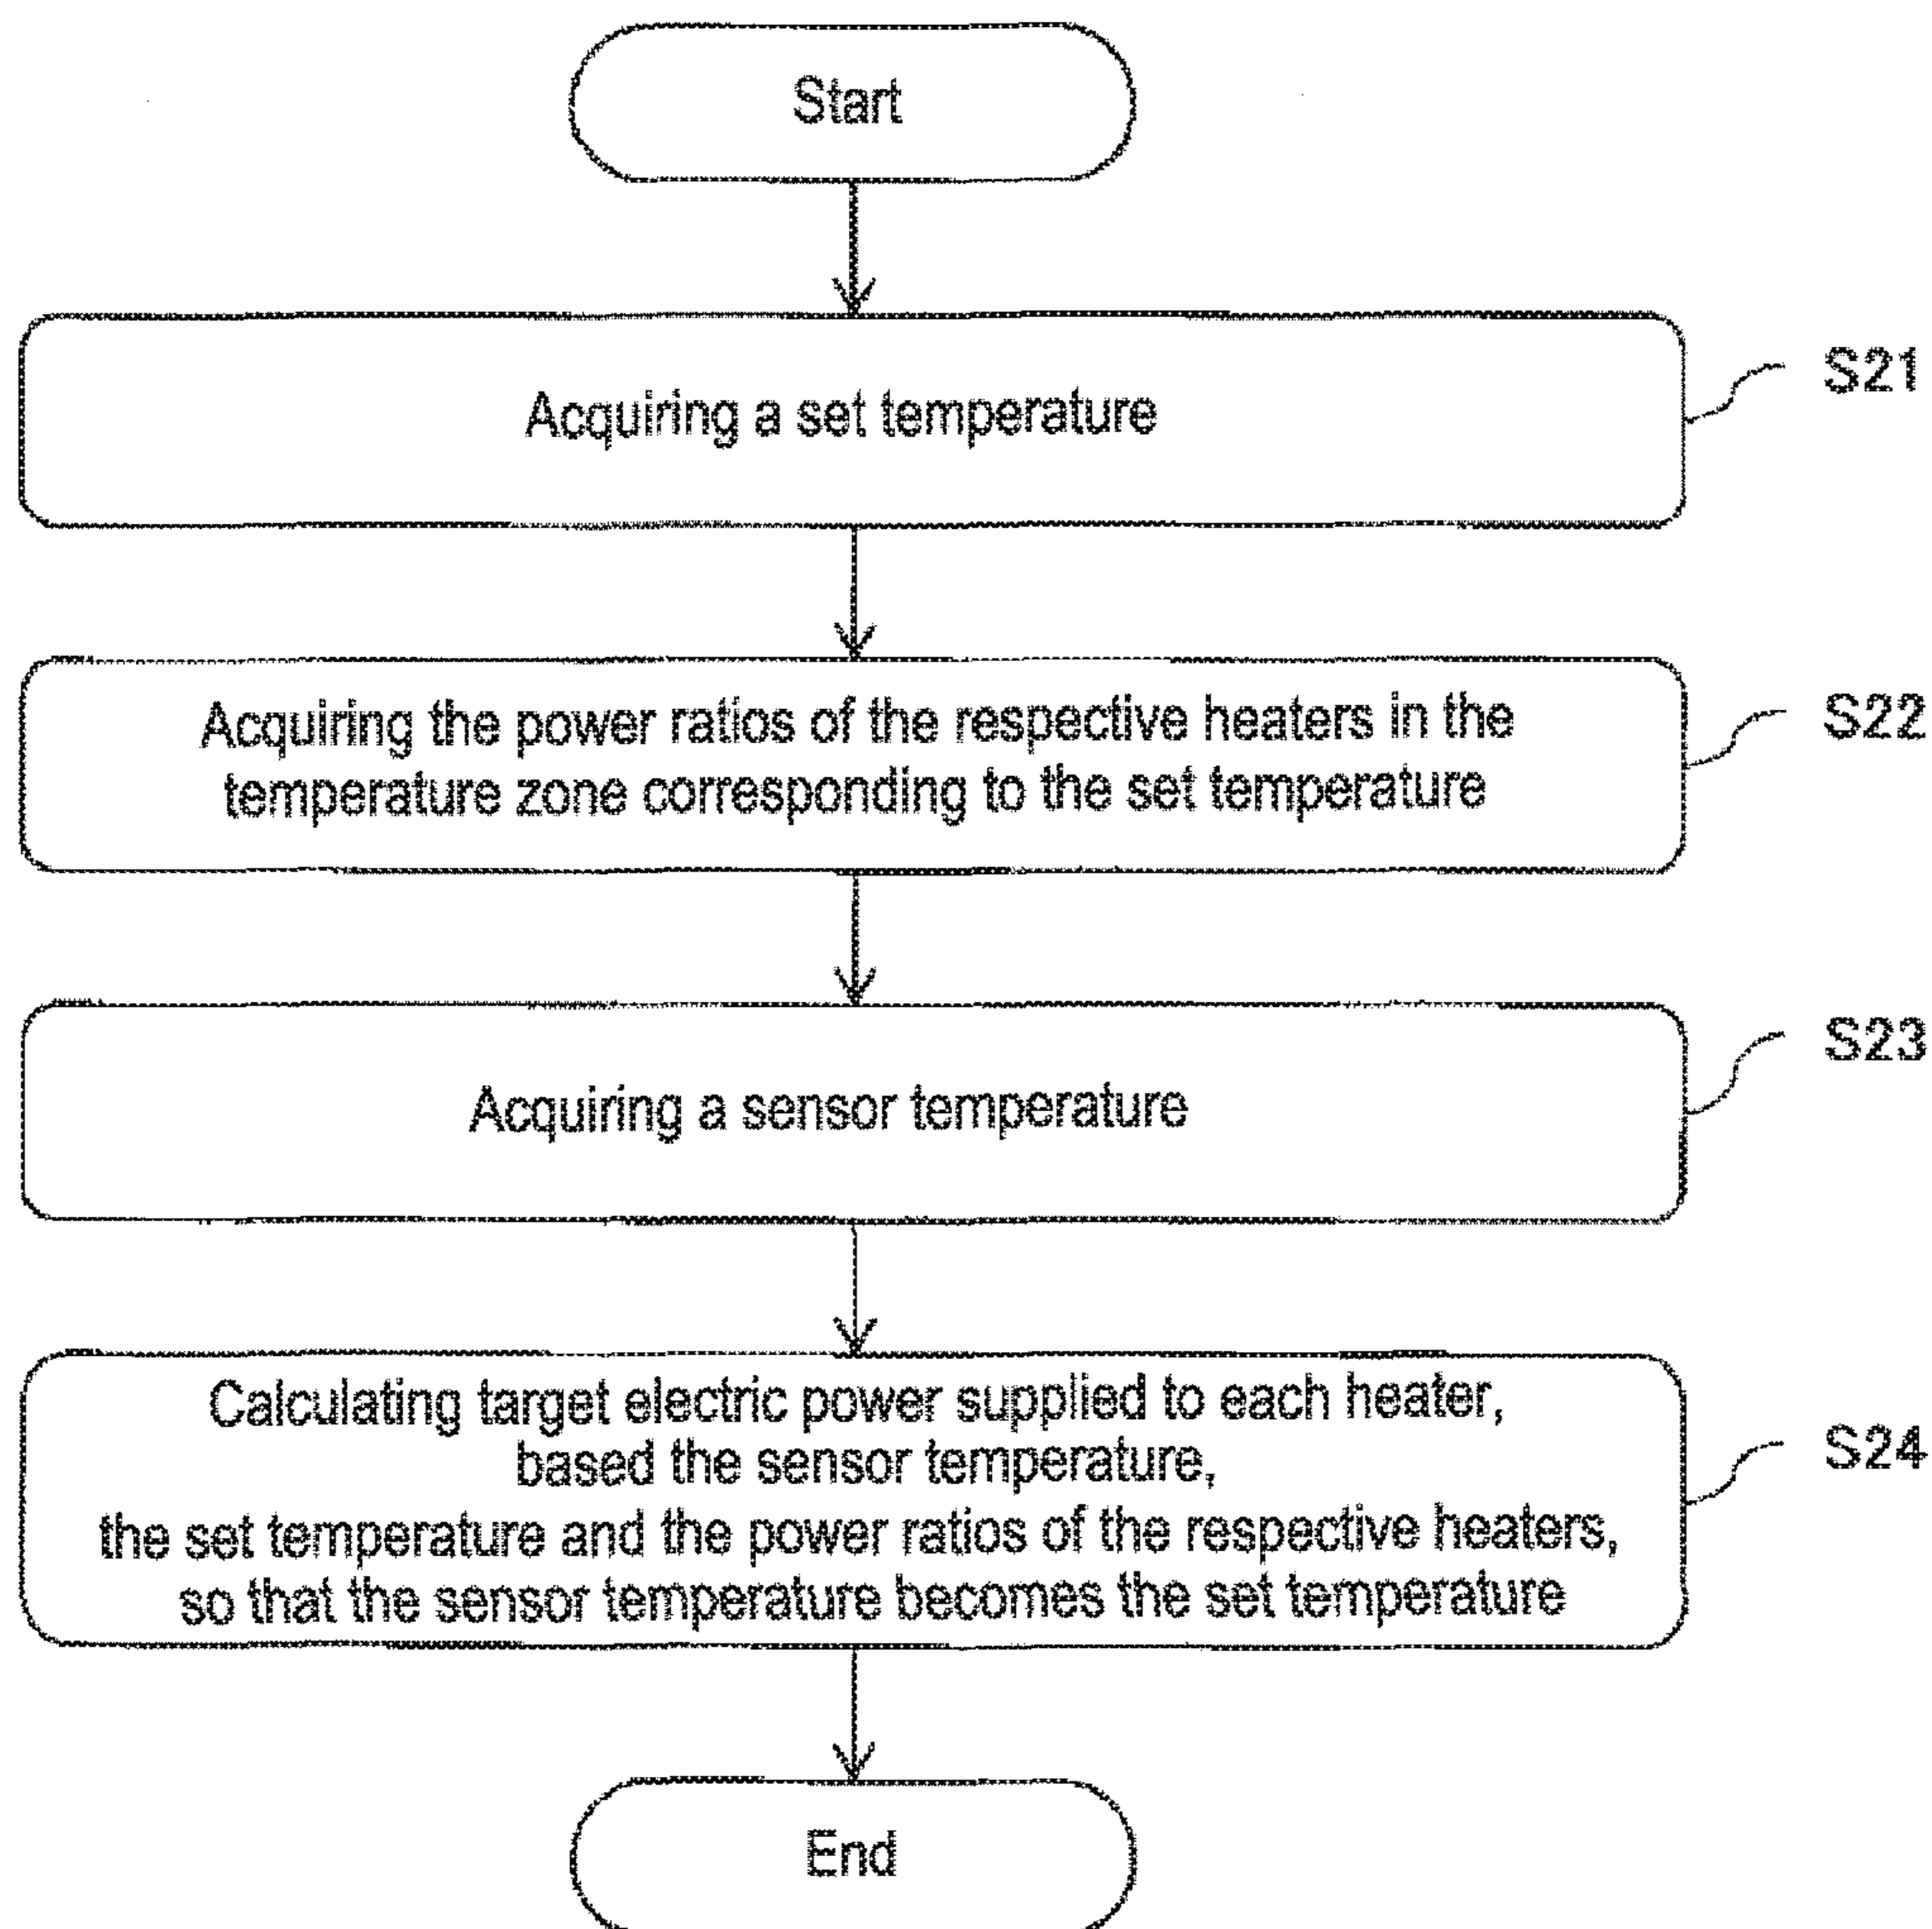 Start
Acquiring a set temperature
S21
Acquiring the power ratios of the respective heaters in the
temperature zone corresponding to the set temperature
S22
Acquiring a sensor temperature
S23
Calculating target electric power supplied to each heater,
based the sensor temperature,
the set temperature and the power ratios of the respective heaters,
so that the sensor temperature becomes the set temperature
S24
End